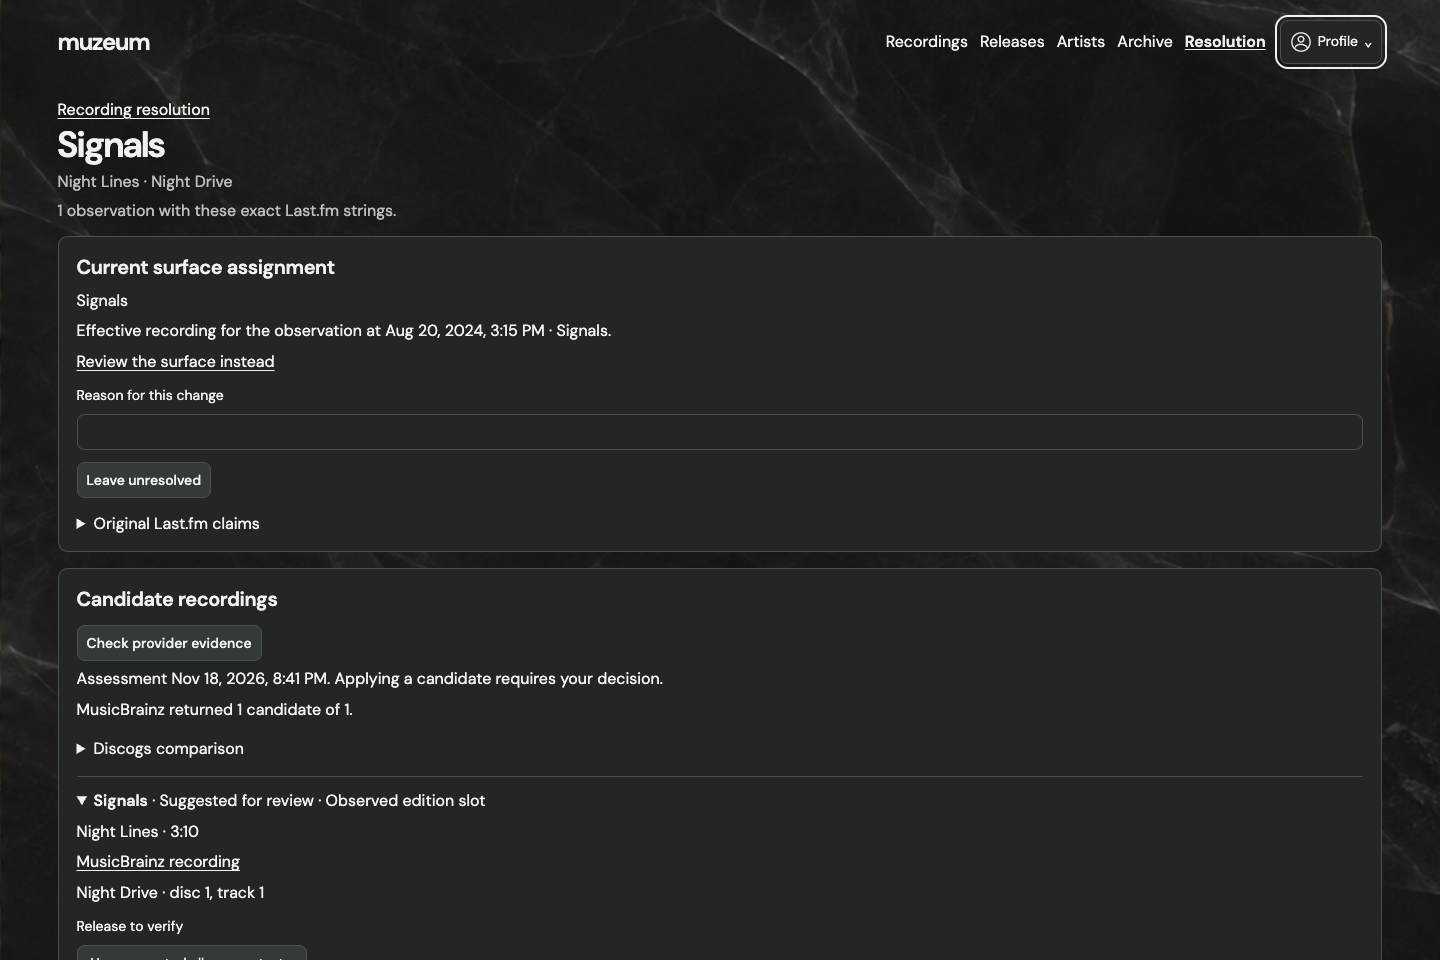 muzeum
Recordings Releases Artists Archive Resolution Profile
Recording resolution
Signals
Night Lines · Night Drive
1 observation with these exact Last.fm strings.
Current surface assignment
Signals
Effective recording for the observation at Aug 20, 2024, 3:15 PM · Signals.
Review the surface instead
Reason for this change
Leave unresolved
Original Last.fm claims
Candidate recordings
Check provider evidence
Assessment Nov 18, 2026, 8:41 PM. Applying a candidate requires your decision.
MusicBrainz returned 1 candidate of 1.
Discogs comparison
Signals · Suggested for review · Observed edition slot
Night Lines · 3:10
MusicBrainz recording
Night Drive · disc 1, track 1
Release to verify